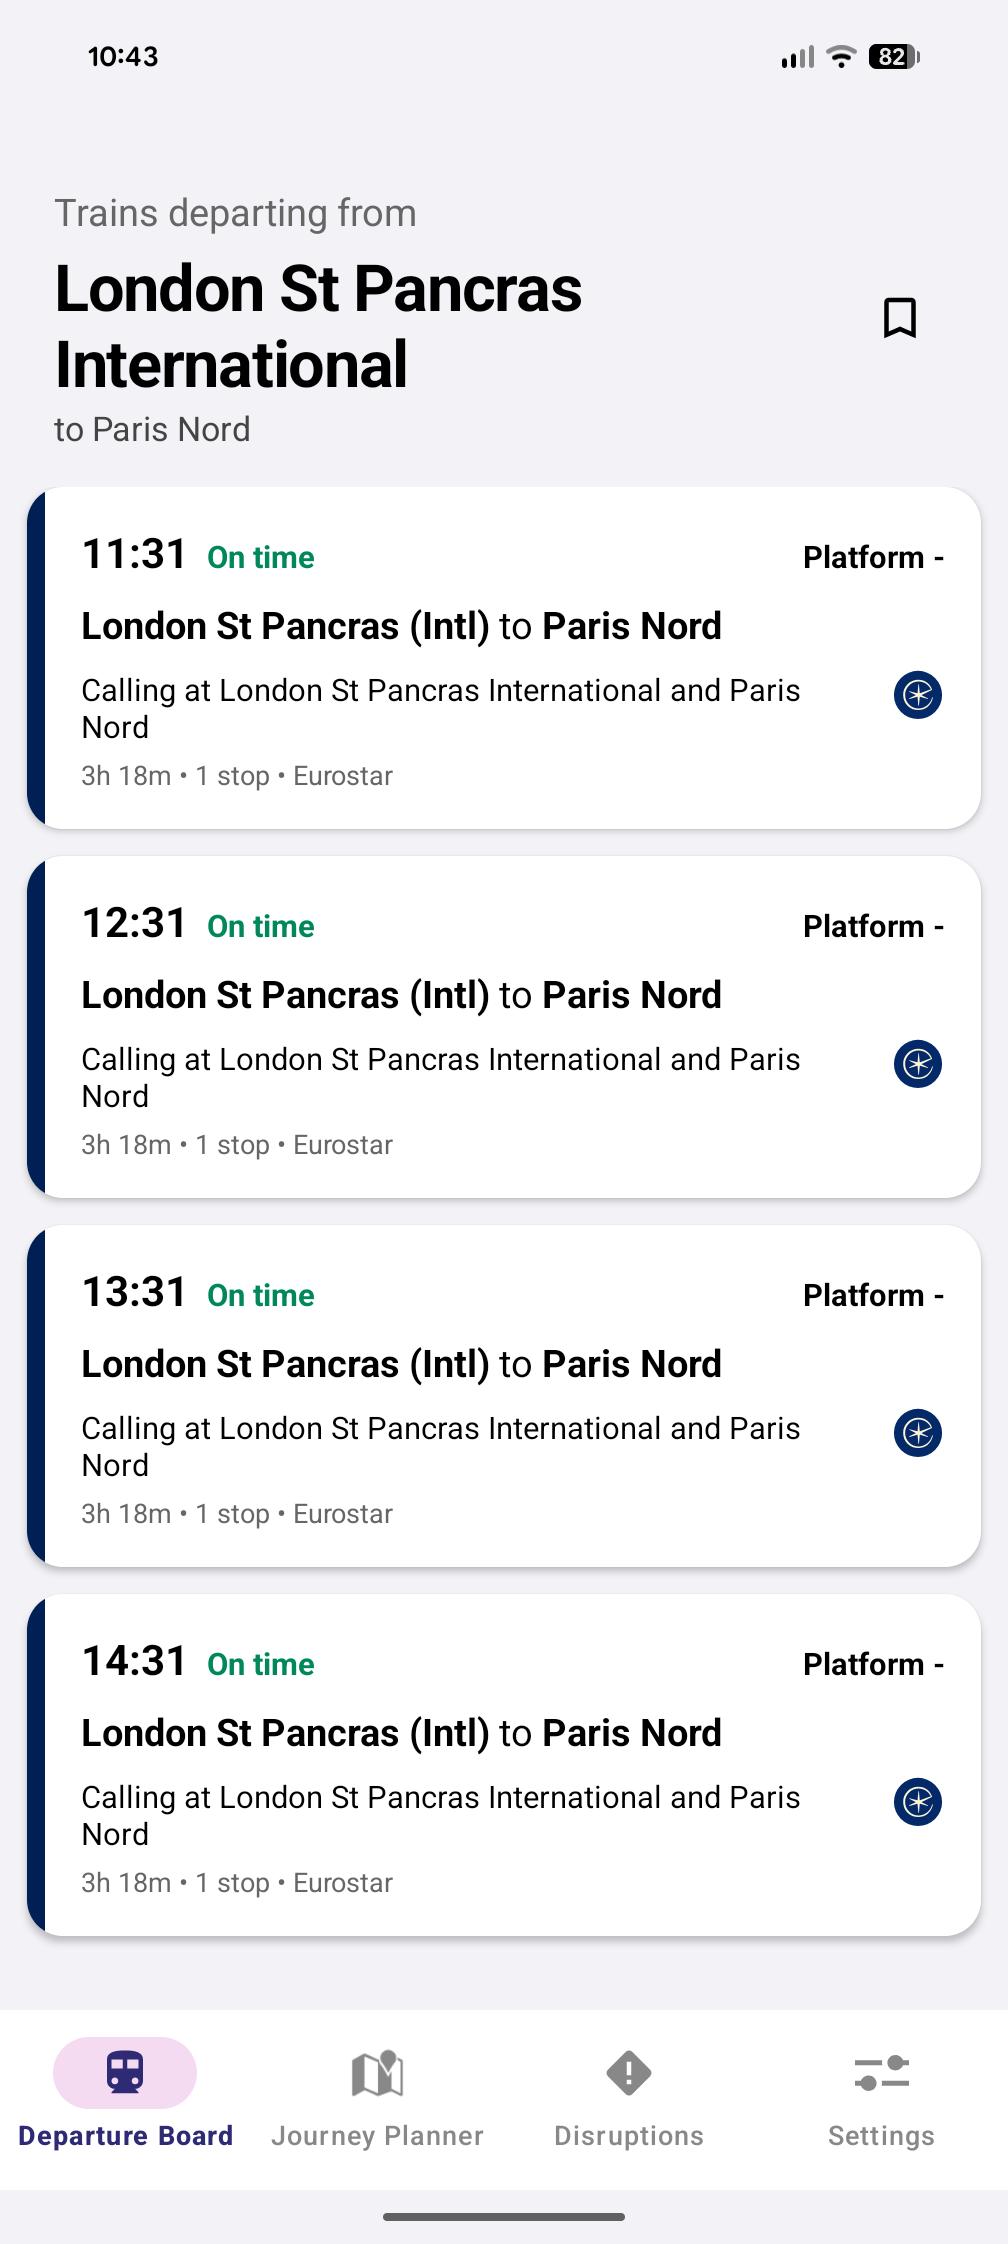 10:43
82
Trains departing from
London St Pancras
International
to Paris Nord
11:31 On time Platform -
London St Pancras (Intl) to Paris Nord
Calling at London St Pancras International and Paris
Nord
3h 18m • 1 stop • Eurostar
12:31 On time Platform -
London St Pancras (Intl) to Paris Nord
Calling at London St Pancras International and Paris
Nord
3h 18m • 1 stop • Eurostar
13:31 On time Platform -
London St Pancras (Intl) to Paris Nord
Calling at London St Pancras International and Paris
Nord
3h 18m • 1 stop • Eurostar
14:31 On time Platform -
London St Pancras (Intl) to Paris Nord
Calling at London St Pancras International and Paris
Nord
3h 18m • 1 stop • Eurostar
Departure Board Journey Planner Disruptions Settings